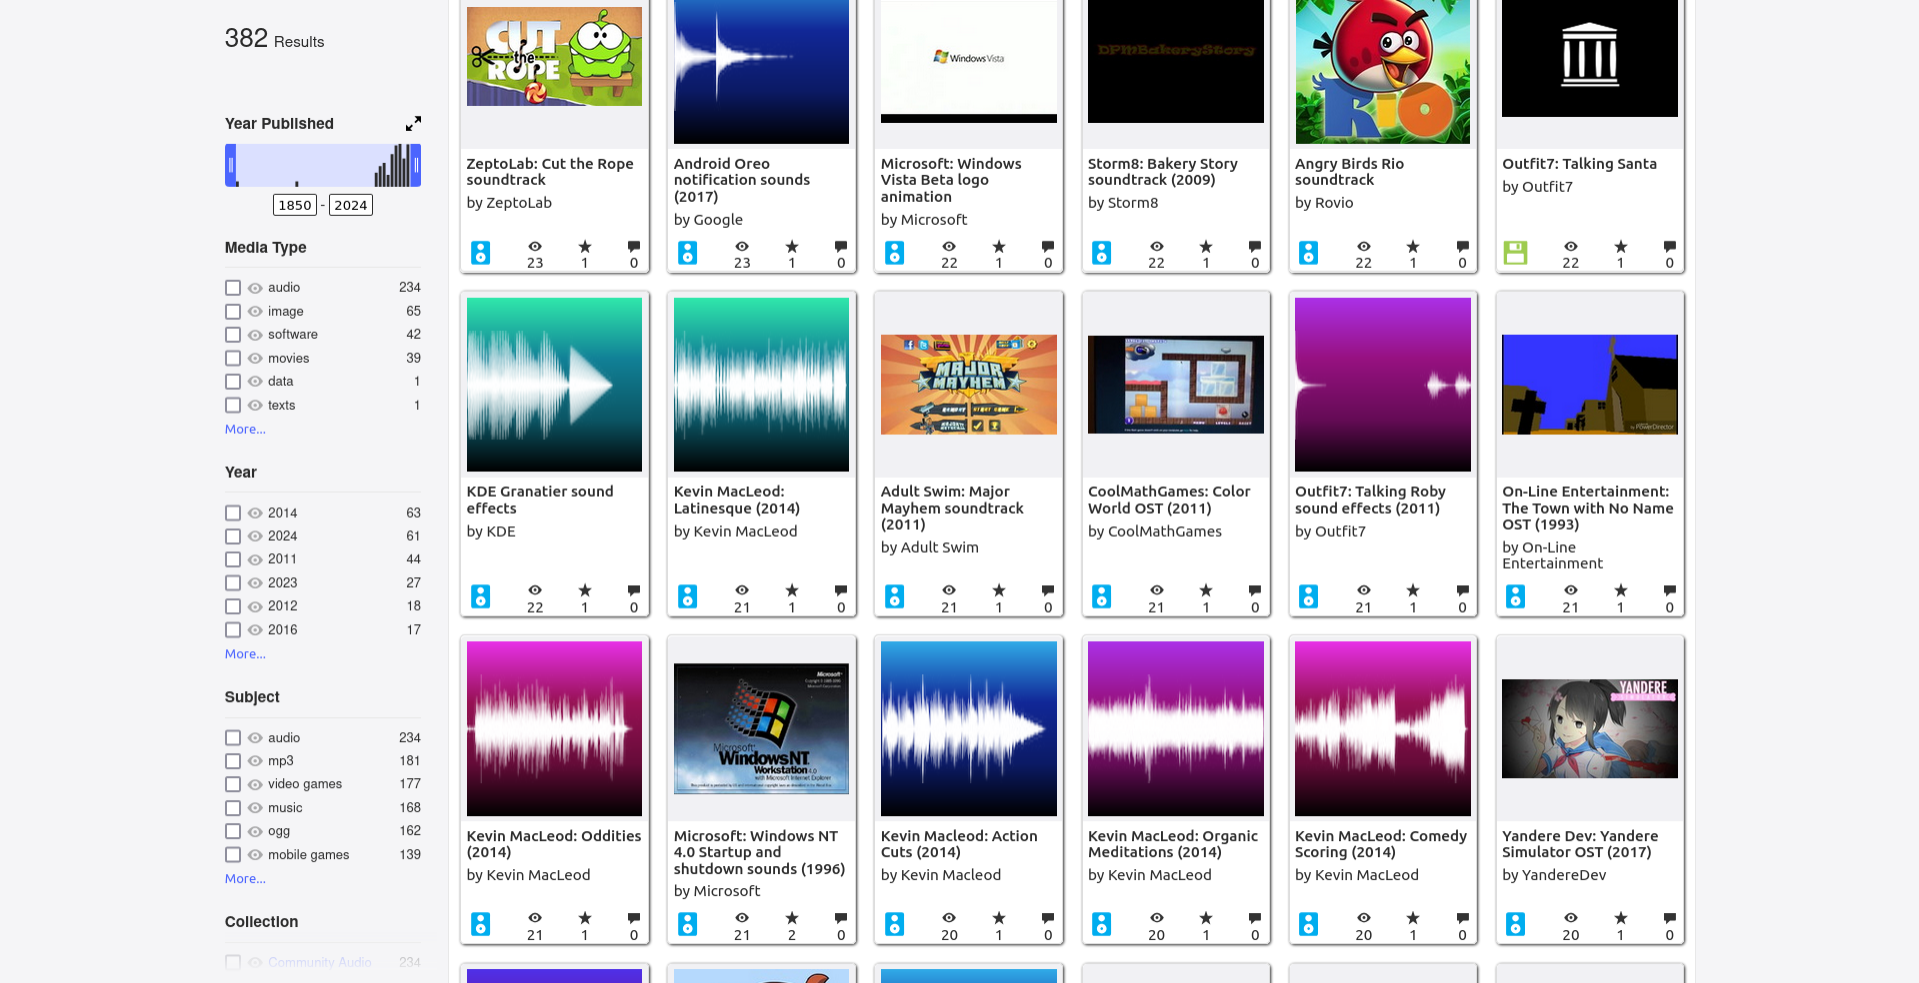 382 Results
Year Published
1850 - 2024
Media Type
audio 234
image 65
software 42
movies 39
data 1
texts 1
More...
Year
2014 63
2024 61
2011 44
2023 27
2012 18
2016 17
More...
Subject
audio 234
mp3 181
video games 177
music 168
ogg 162
mobile games 139
More...
Collection
Community Audio 234
CUT
the
ROPE
ZeptoLab: Cut the Rope
soundtrack
by ZeptoLab
23 1 0
Android Oreo
notification sounds
(2017)
by Google
23 1 0
Windows Vista
Microsoft: Windows
Vista Beta logo
animation
by Microsoft
22 1 0
DPMBakeryStory
Storm8: Bakery Story
soundtrack (2009)
by Storm8
22 1 0
RIO
Angry Birds Rio
soundtrack
by Rovio
22 1 0
Outfit7: Talking Santa
by Outfit7
22 1 0
KDE Granatier sound
effects
by KDE
22 1 0
Kevin MacLeod:
Latinesque (2014)
by Kevin MacLeod
21 1 0
MAJOR
MAYHEM
Adult Swim: Major
Mayhem soundtrack
(2011)
by Adult Swim
21 1 0
CoolMathGames: Color
World OST (2011)
by CoolMathGames
21 1 0
Outfit7: Talking Roby
sound effects (2011)
by Outfit7
21 1 0
by PowerDirector
On-Line Entertainment:
The Town with No Name
OST (1993)
by On-Line
Entertainment
21 1 0
Kevin MacLeod: Oddities
(2014)
by Kevin MacLeod
21 1 0
Microsoft
Microsoft
Windows NT
Workstation 4.0
with Microsoft Internet Explorer
Microsoft: Windows NT
4.0 Startup and
shutdown sounds (1996)
by Microsoft
21 2 0
Kevin Macleod: Action
Cuts (2014)
by Kevin Macleod
20 1 0
Kevin MacLeod: Organic
Meditations (2014)
by Kevin MacLeod
20 1 0
Kevin MacLeod: Comedy
Scoring (2014)
by Kevin MacLeod
20 1 0
YANDERE
Yandere Dev: Yandere
Simulator OST (2017)
by YandereDev
20 1 0